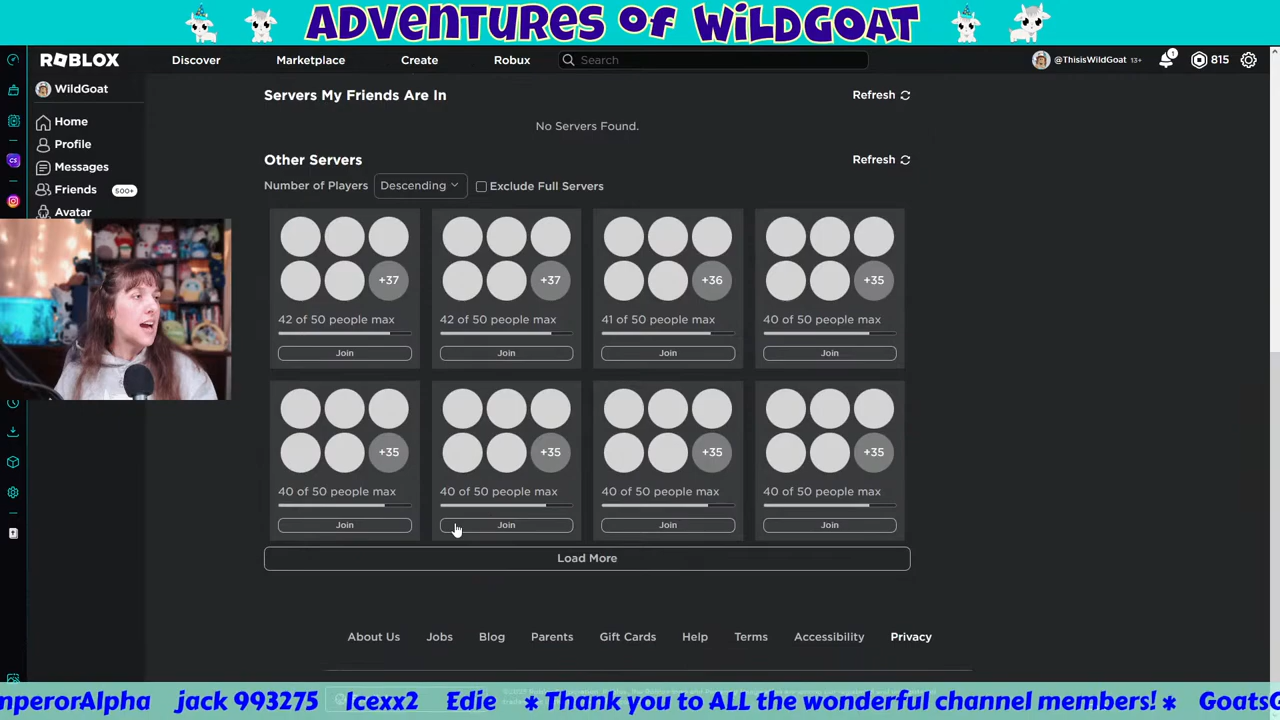 ADVENTURES OF WILDGOAT
ROBLOX
Discover
Marketplace
Create
Robux
Search
@ThisisWildGoat 13+
1
815
WildGoat
Home
Profile
Messages
Friends 500+
Avatar
Servers My Friends Are In
Refresh
No Servers Found.
Other Servers
Refresh
Number of Players Descending Exclude Full Servers
+37 +37 +36 +35
42 of 50 people max 42 of 50 people max 41 of 50 people max 40 of 50 people max
Join Join Join Join
+35 +35 +35 +35
40 of 50 people max 40 of 50 people max 40 of 50 people max 40 of 50 people max
Join Join Join Join
Load More
About Us Jobs Blog Parents Gift Cards Help Terms Accessibility Privacy
mperorAlpha jack 993275 Icexx2 Edie * Thank you to ALL the wonderful channel members! * GoatsG